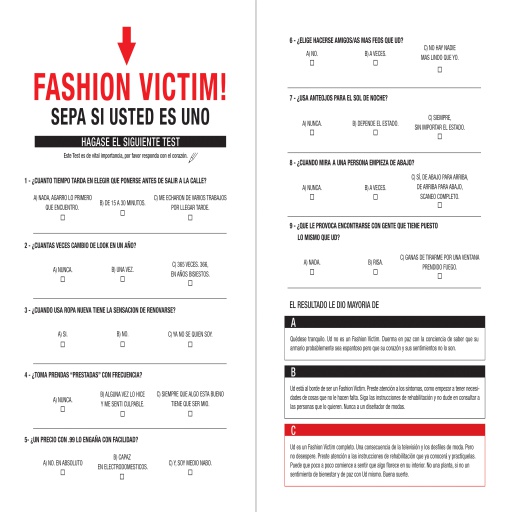 FASHION VICTIM!
SEPA SI USTED ES UNO
HAGASE EL SIGUIENTE TEST
Este Test es de vital importancia, por favor responda con el corazón.
1 - ¿CUANTO TIEMPO TARDA EN ELEGIR QUE PONERSE ANTES DE SALIR A LA CALLE?
A) NADA, AGARRO LO PRIMERO
QUE ENCUENTRO.
B) DE 15 A 30 MINUTOS.
C) ME ECHARON DE VARIOS TRABAJOS
POR LLEGAR TARDE.
2 - ¿CUANTAS VECES CAMBIO DE LOOK EN UN AÑO?
A) NUNCA.
B) UNA VEZ.
C) 365 VECES. 366,
EN AÑOS BISIESTOS.
3 - ¿CUANDO USA ROPA NUEVA TIENE LA SENSACION DE RENOVARSE?
A) SI.
B) NO.
C) YA NO SE QUIEN SOY.
4 - ¿TOMA PRENDAS "PRESTADAS" CON FRECUENCIA?
A) NUNCA.
B) ALGUNA VEZ LO HICE
Y ME SENTI CULPABLE
C) SIEMPRE QUE ALGO ESTA BUENO
TIENE QUE SER MIO.
5- ¿UN PRECIO CON .99 LO ENGAÑA CON FACILIDAD?
A) NO. EN ABSOLUTO
B) CAPAZ
EN ELECTRODOMESTICOS.
C) Y, SOY MEDIO NABO.
6 - ¿ELIGE HACERSE AMIGOS/AS MAS FEOS QUE UD?
A) NO.
B) A VECES.
C) NO HAY NADIE
MAS LINDO QUE YO.
7 - ¿USA ANTEOJOS PARA EL SOL DE NOCHE?
A) NUNCA.
B) DEPENDE EL ESTADO.
C) SIEMPRE,
SIN IMPORTAR EL ESTADO.
8 - ¿CUANDO MIRA A UNA PERSONA EMPIEZA DE ABAJO?
A) NUNCA.
B) A VECES.
C) SÍ, DE ABAJO PARA ARRIBA,
DE ARRIBA PARA ABAJO,
SCANEO COMPLETO.
9 - ¿QUE LE PROVOCA ENCONTRARSE CON GENTE QUE TIENE PUESTO
LO MISMO QUE UD?
A) NADA.
B) RISA.
C) GANAS DE TIRARME POR UNA VENTANA
PRENDIDO FUEGO.
EL RESULTADO LE DIO MAYORIA DE
A
Quédese tranquilo. Ud no es un Fashion Victim. Duerma en paz con la conciencia de saber que su
armario probablemente sea espantoso pero que su corazón y sus sentimientos no lo son.
B
Ud está al borde de ser un Fashion Victim. Preste atención a los síntomas, como empezar a tener necesi-
dades de cosas que no le hacen falta. Siga las instrucciones de rehabilitación y no dude en consultar a
las personas que lo quieren. Nunca a un diseñador de modas.
C
Ud es un Fashion Victim completo. Una consecuencia de la televisión y los desfiles de moda. Pero
no desespere. Preste atención a las instrucciones de rehabilitación que ya conocerá y practíquelas.
Puede que poco a poco comience a sentir que algo florece en su interior. No una planta, si no un
sentimiento de bienestar y de paz con Ud mismo. Buena suerte.